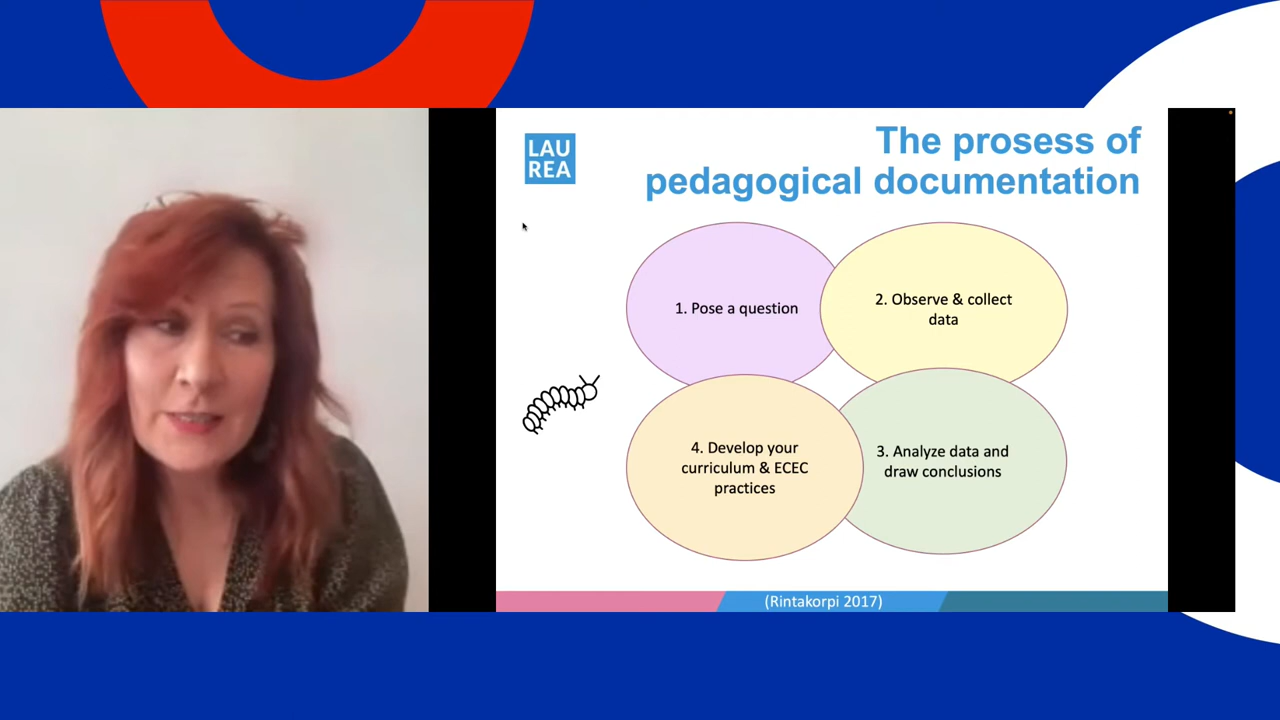 LAU
REA
The prosess of
pedagogical documentation
1. Pose a question
2. Observe & collect
data
4. Develop your
curriculum & ECEC
practices
3. Analyze data and
draw conclusions
(Rintakorpi 2017)